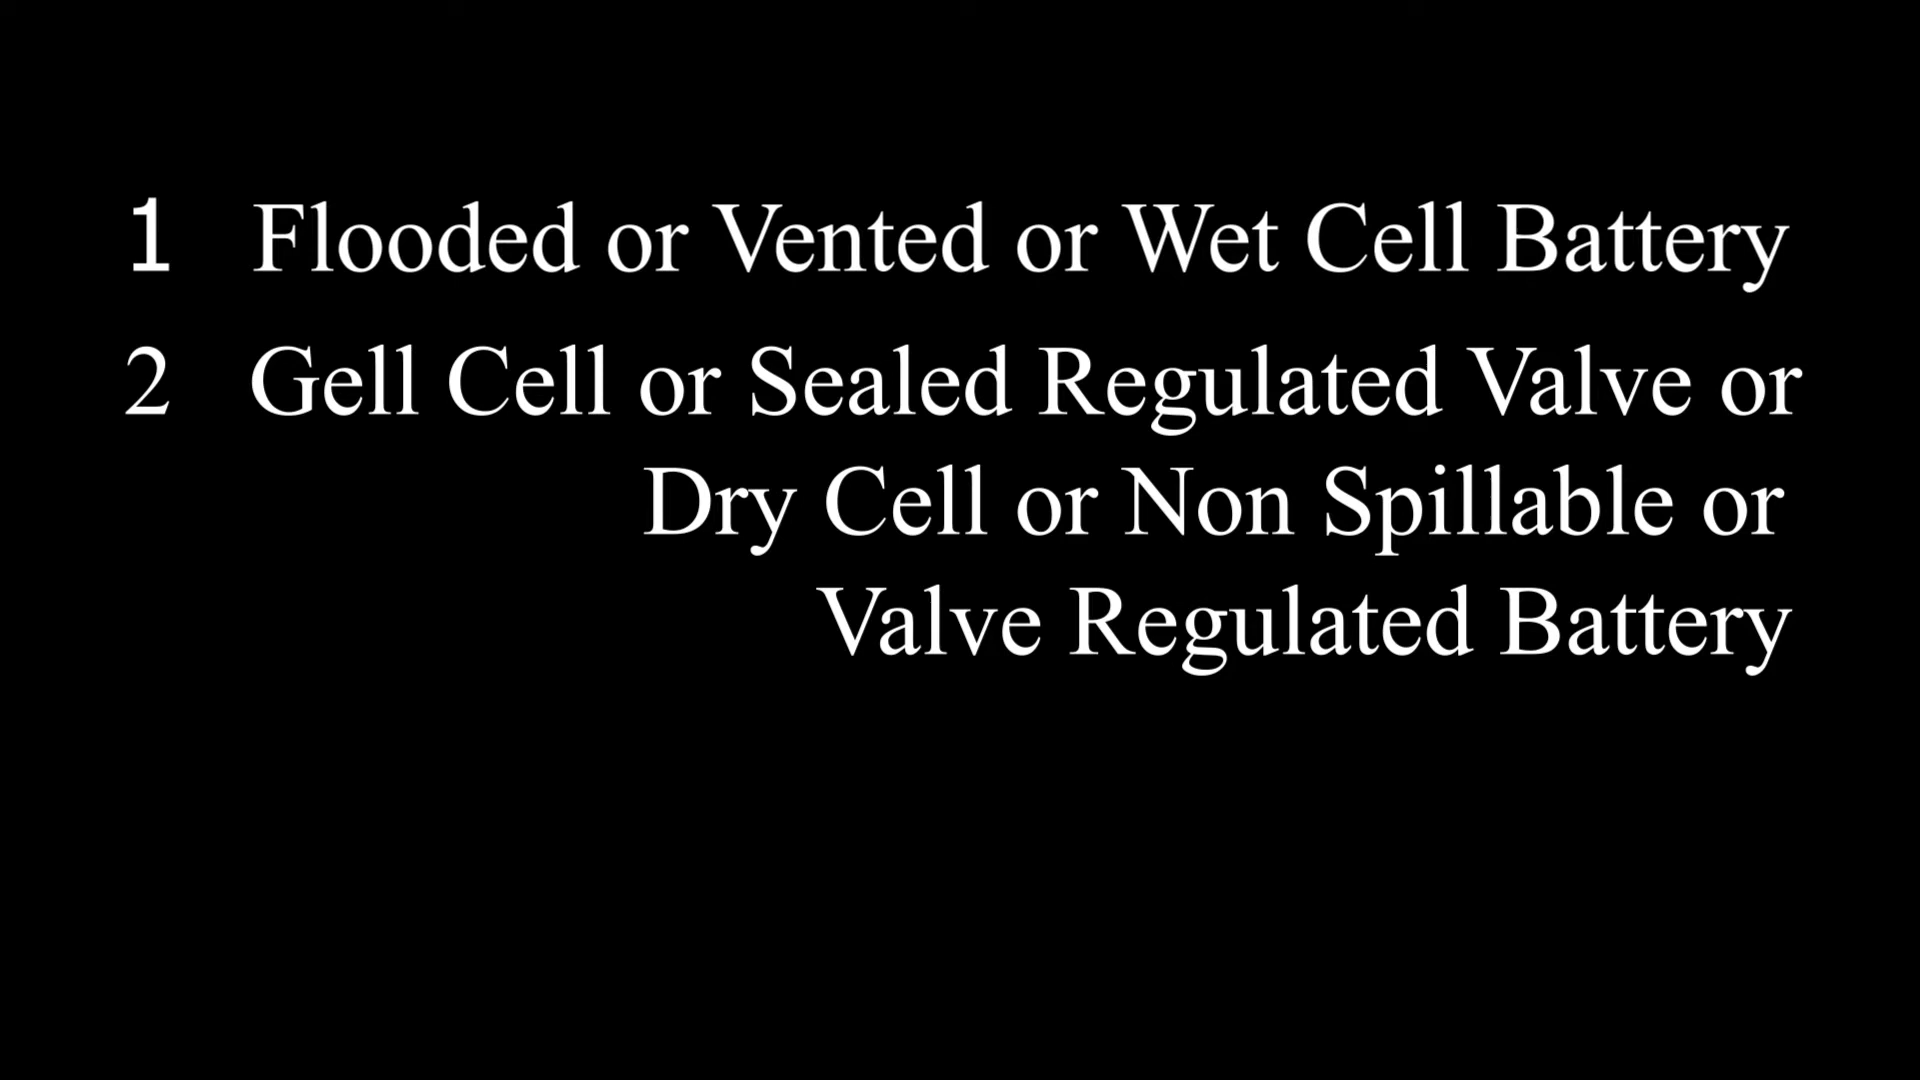 1 Flooded or Vented or Wet Cell Battery
2 Gell Cell or Sealed Regulated Valve or
Dry Cell or Non Spillable or
Valve Regulated Battery